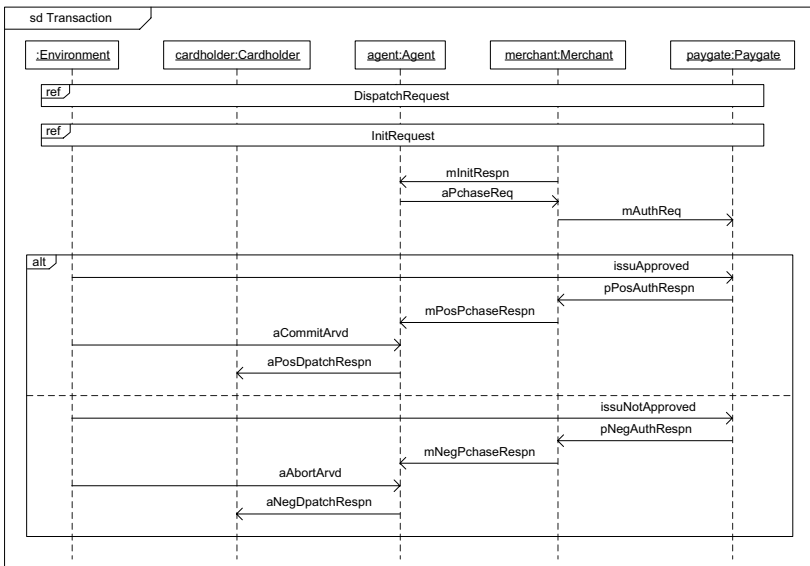 sd Transaction
:Environment
cardholder:Cardholder
agent:Agent
merchant:Merchant
paygate:Paygate
ref
DispatchRequest
ref
InitRequest
mInitRespn
aPchaseReq
mAuthReq
alt
issuApproved
pPosAuthRespn
mPosPchaseRespn
aCommitArvd
aPosDpatchRespn
issuNotApproved
pNegAuthRespn
mNegPchaseRespn
aAbortArvd
aNegDpatchRespn